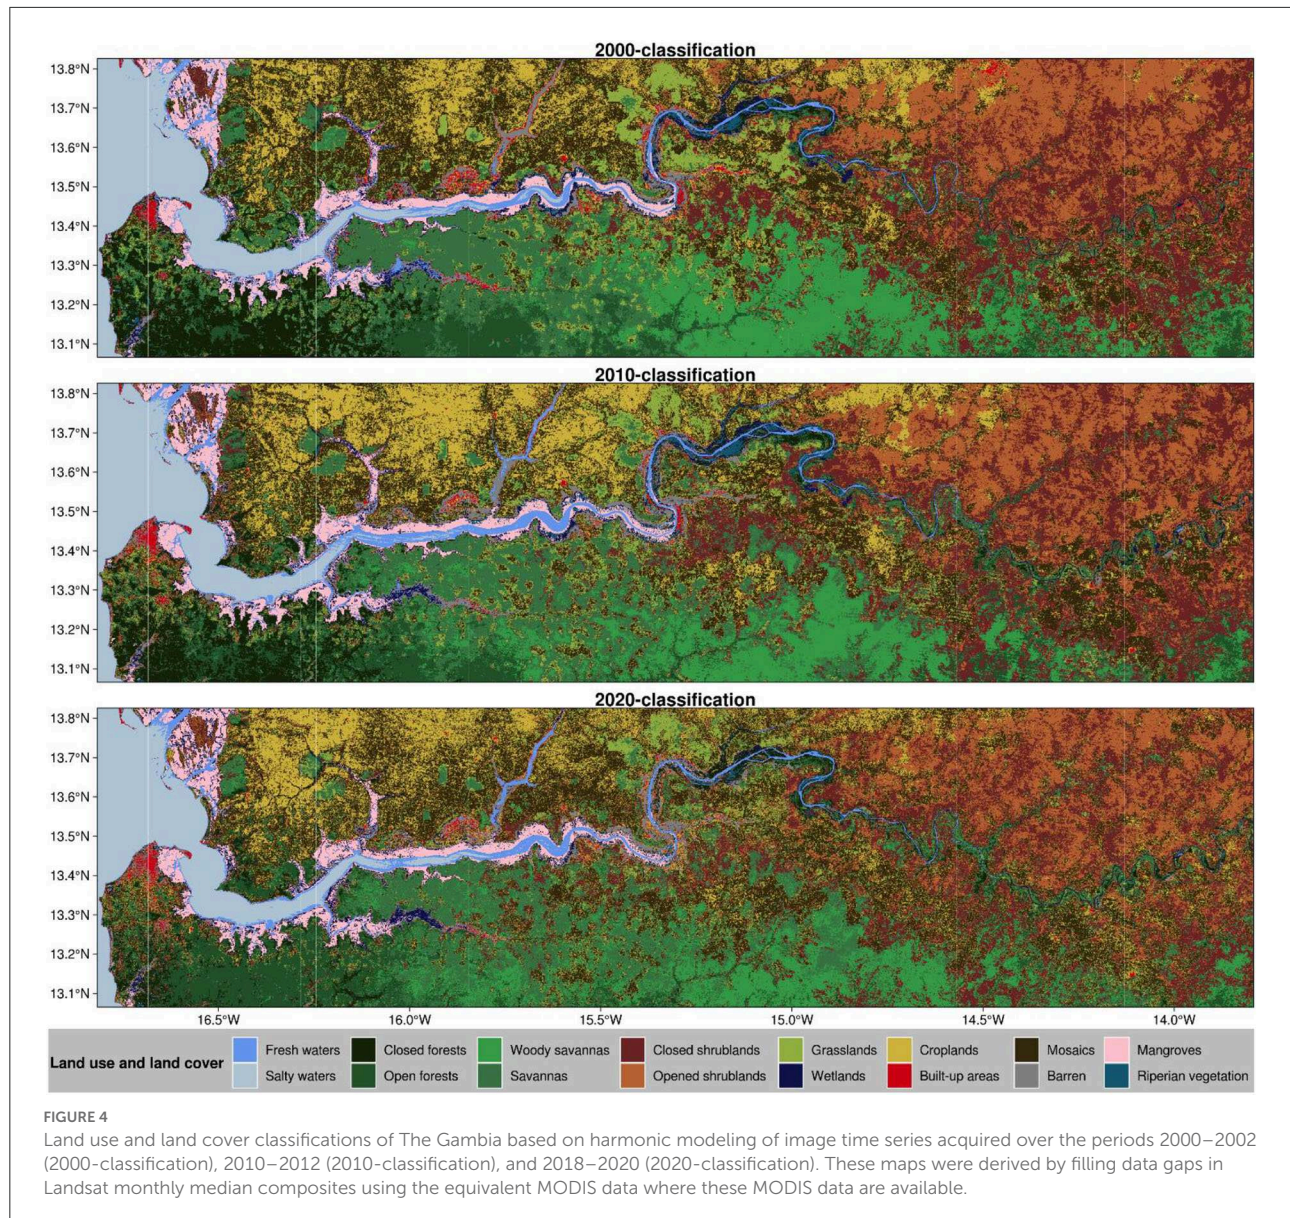 2000-classification
13.8°N
13.7°N
13.6°N
13.5°N
13.4°N
13.3°N
13.2°N
13.1°N
2010-classification
13.8°N
13.7°N
13.6°N
13.5°N
13.4°N
13.3°N
13.2°N
13.1°N
2020-classification
13.8°N
13.7°N
13.6°N
13.5°N
13.4°N
13.3°N
13.2°N
13.1°N
16.5°W 16.0°W 15.5°W 15.0°W 14.5°W 14.0°W
Land use and land cover
Fresh waters Closed forests Woody savannas Closed shrublands Grasslands Croplands Mosaics Mangroves
Salty waters Open forests Savannas Opened shrublands Wetlands Built-up areas Barren Riperian vegetation
FIGURE 4
Land use and land cover classifications of The Gambia based on harmonic modeling of image time series acquired over the periods 2000–2002
(2000-classification), 2010–2012 (2010-classification), and 2018–2020 (2020-classification). These maps were derived by filling data gaps in
Landsat monthly median composites using the equivalent MODIS data where these MODIS data are available.